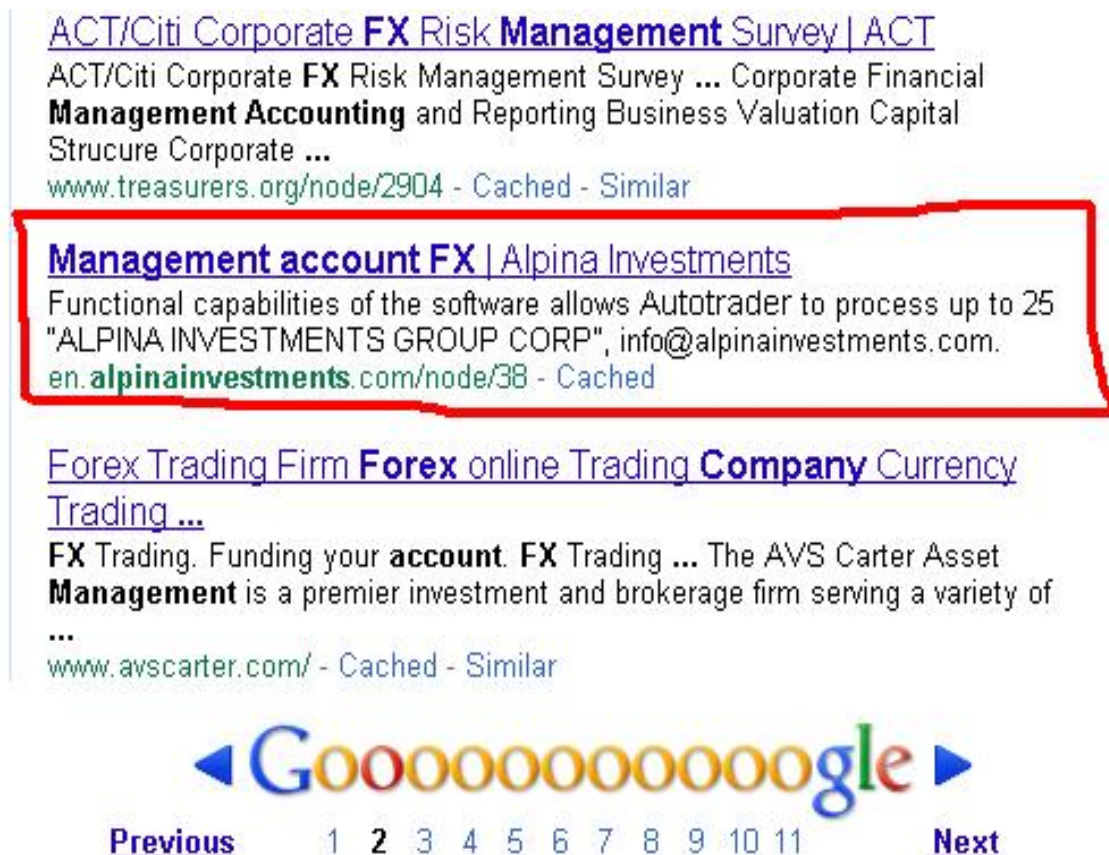 ACT/Citi Corporate FX Risk Management Survey | ACT
ACT/Citi Corporate FX Risk Management Survey ... Corporate Financial
Management Accounting and Reporting Business Valuation Capital
Strucure Corporate ...
www.treasurers.org/node/2904 - Cached - Similar
Management account FX | Alpina Investments
Functional capabilities of the software allows Autotrader to process up to 25
"ALPINA INVESTMENTS GROUP CORP", info@alpinainvestments.com.
en.alpinainvestments.com/node/38 - Cached
Forex Trading Firm Forex online Trading Company Currency
Trading ...
FX Trading. Funding your account. FX Trading ... The AVS Carter Asset
Management is a premier investment and brokerage firm serving a variety of
...
www.avscarter.com/ - Cached - Similar
Gooooooooooogle
Previous 1 2 3 4 5 6 7 8 9 10 11 Next